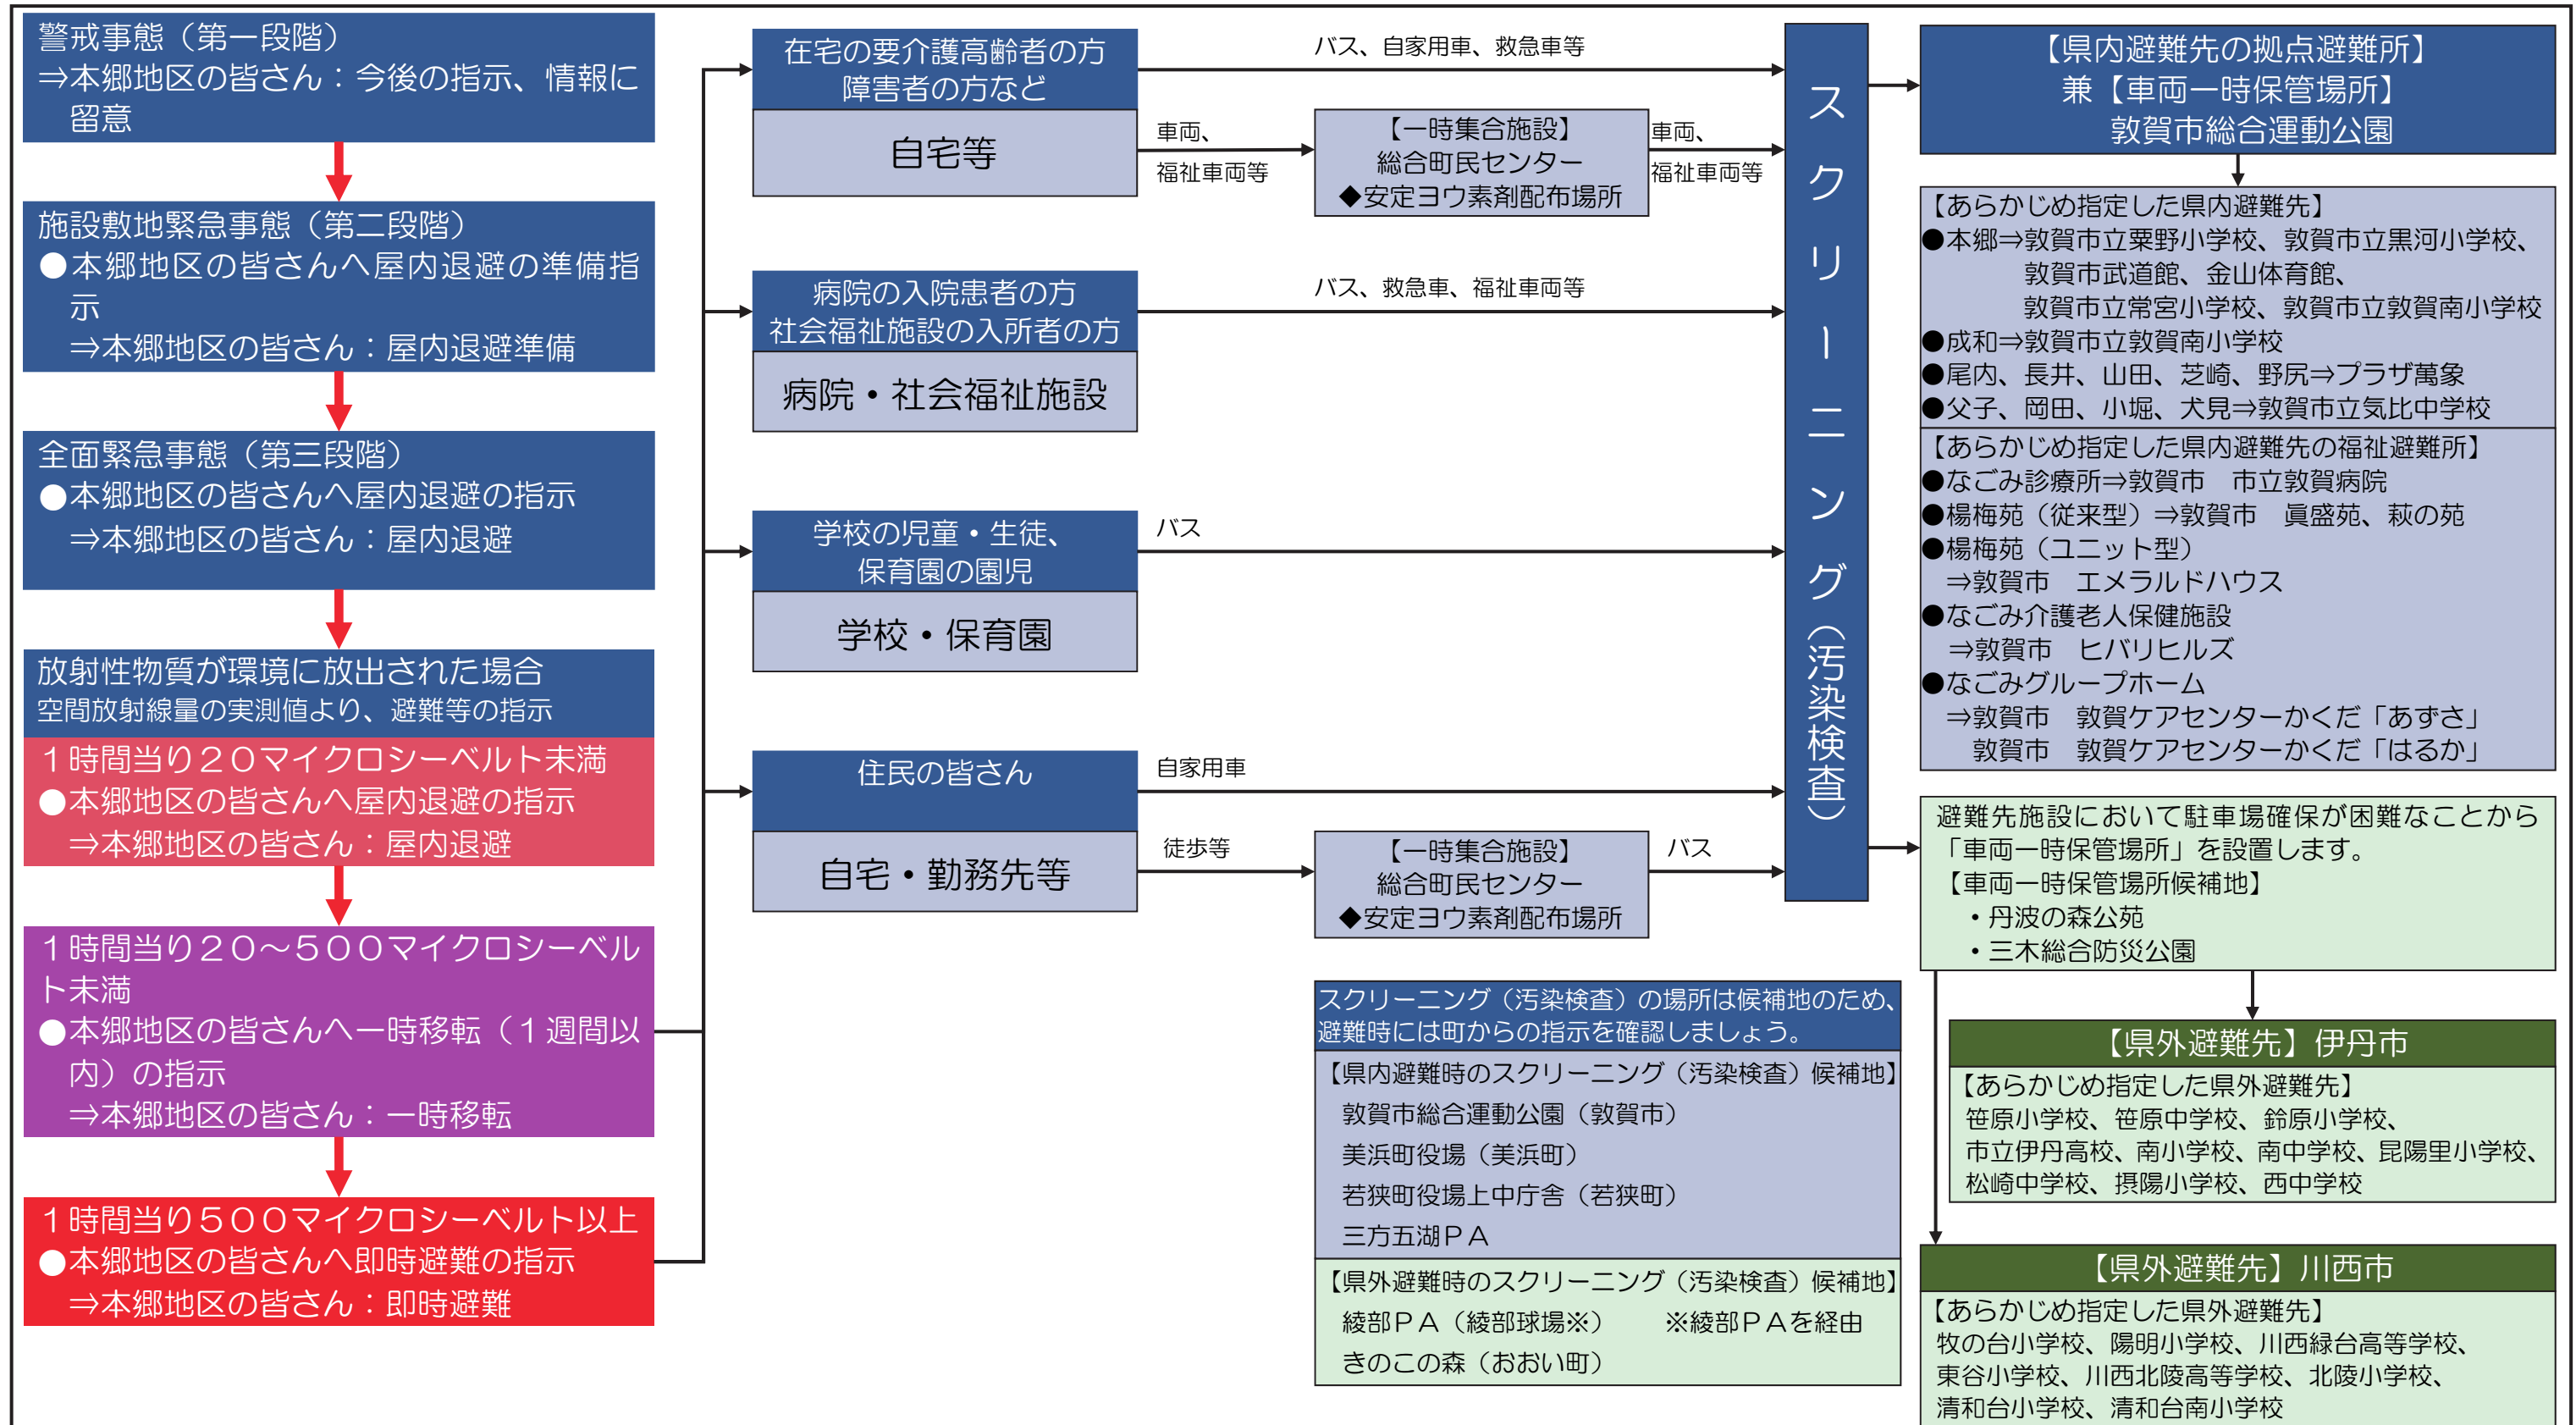 警戒事態（第一段階）
⇒本郷地区の皆さん：今後の指示、情報に
留意
施設敷地緊急事態（第二段階）
●本郷地区の皆さんへ屋内退避の準備指
示
⇒本郷地区の皆さん：屋内退避準備
全面緊急事態（第三段階）
●本郷地区の皆さんへ屋内退避の指示
⇒本郷地区の皆さん：屋内退避
放射性物質が環境に放出された場合
空間放射線量の実測値より、避難等の指示
１時間当り２０マイクロシーベルト未満
●本郷地区の皆さんへ屋内退避の指示
⇒本郷地区の皆さん：屋内退避
１時間当り２０～５００マイクロシーベル
ト未満
●本郷地区の皆さんへ一時移転（１週間以
内）の指示
⇒本郷地区の皆さん：一時移転
１時間当り５００マイクロシーベルト以上
●本郷地区の皆さんへ即時避難の指示
⇒本郷地区の皆さん：即時避難
在宅の要介護高齢者の方
障害者の方など
自宅等
バス、自家用車、救急車等
車両、
福祉車両等
【一時集合施設】
総合町民センター
◆安定ヨウ素剤配布場所
車両、
福祉車両等
病院の入院患者の方
社会福祉施設の入所者の方
病院・社会福祉施設
バス、救急車、福祉車両等
学校の児童・生徒、
保育園の園児
学校・保育園
バス
住民の皆さん
自宅・勤務先等
自家用車
徒歩等
【一時集合施設】
総合町民センター
◆安定ヨウ素剤配布場所
バス
スクリーニング（汚染検査）
スクリーニング（汚染検査）の場所は候補地のため、
避難時には町からの指示を確認しましょう。
【県内避難時のスクリーニング（汚染検査）候補地】
敦賀市総合運動公園（敦賀市）
美浜町役場（美浜町）
若狭町役場上中庁舎（若狭町）
三方五湖ＰＡ
【県外避難時のスクリーニング（汚染検査）候補地】
綾部ＰＡ（綾部球場※）　　※綾部ＰＡを経由
きのこの森（おおい町）
【県内避難先の拠点避難所】
兼【車両一時保管場所】
敦賀市総合運動公園
【あらかじめ指定した県内避難先】
●本郷⇒敦賀市立粟野小学校、敦賀市立黒河小学校、
敦賀市武道館、金山体育館、
敦賀市立常宮小学校、敦賀市立敦賀南小学校
●成和⇒敦賀市立敦賀南小学校
●尾内、長井、山田、芝崎、野尻⇒プラザ萬象
●父子、岡田、小堀、犬見⇒敦賀市立気比中学校
【あらかじめ指定した県内避難先の福祉避難所】
●なごみ診療所⇒敦賀市　市立敦賀病院
●楊梅苑（従来型）⇒敦賀市　眞盛苑、萩の苑
●楊梅苑（ユニット型）
⇒敦賀市　エメラルドハウス
●なごみ介護老人保健施設
⇒敦賀市　ヒバリヒルズ
●なごみグループホーム
⇒敦賀市　敦賀ケアセンターかくだ「あずさ」
敦賀市　敦賀ケアセンターかくだ「はるか」
避難先施設において駐車場確保が困難なことから
「車両一時保管場所」を設置します。
【車両一時保管場所候補地】
・丹波の森公苑
・三木総合防災公園
【県外避難先】伊丹市
【あらかじめ指定した県外避難先】
笹原小学校、笹原中学校、鈴原小学校、
市立伊丹高校、南小学校、南中学校、昆陽里小学校、
松崎中学校、摂陽小学校、西中学校
【県外避難先】川西市
【あらかじめ指定した県外避難先】
牧の台小学校、陽明小学校、川西緑台高等学校、
東谷小学校、川西北陵高等学校、北陵小学校、
清和台小学校、清和台南小学校